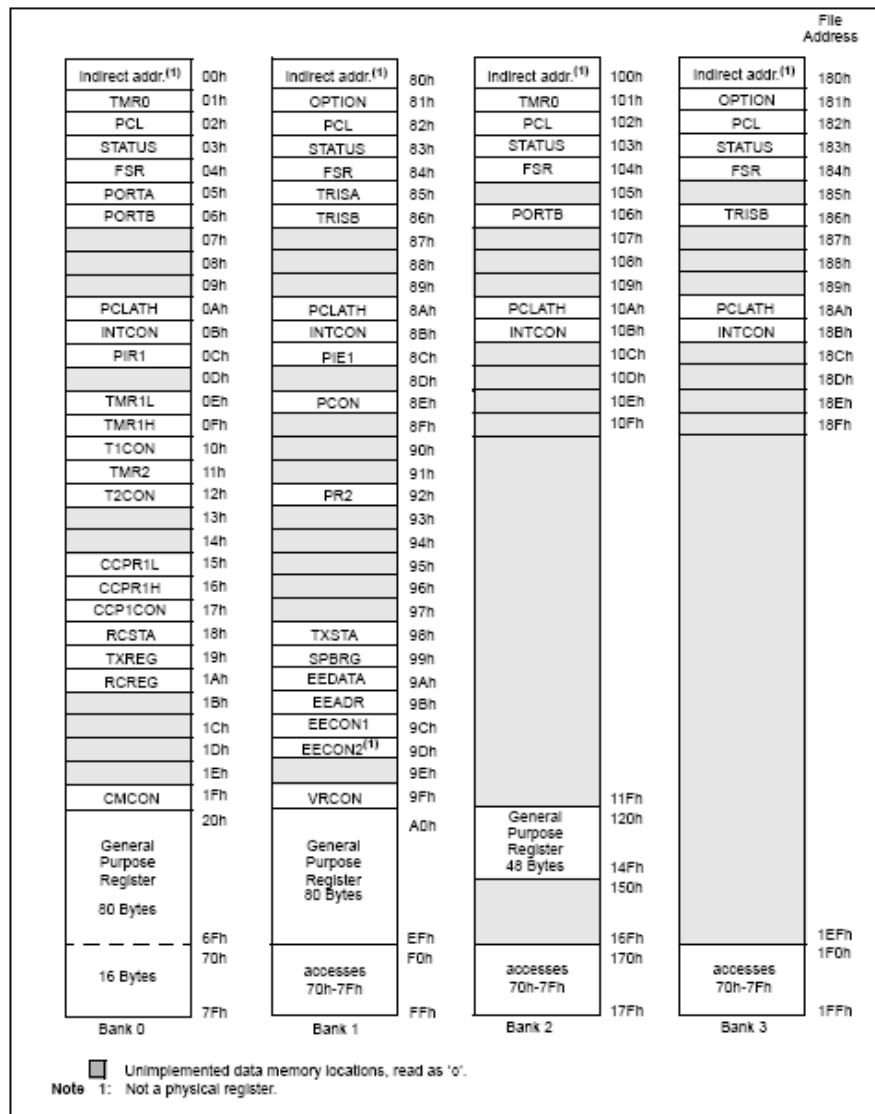 File
Address
Indirect addr.(1) 00h Indirect addr.(1) 80h Indirect addr.(1) 100h Indirect addr.(1) 180h
TMR0 01h OPTION 81h TMR0 101h OPTION 181h
PCL 02h PCL 82h PCL 102h PCL 182h
STATUS 03h STATUS 83h STATUS 103h STATUS 183h
FSR 04h FSR 84h FSR 104h FSR 184h
PORTA 05h TRISA 85h 105h 185h
PORTB 06h TRISB 86h PORTB 106h TRISB 186h
07h 87h 107h 187h
08h 88h 108h 188h
09h 89h 109h 189h
PCLATH 0Ah PCLATH 8Ah PCLATH 10Ah PCLATH 18Ah
INTCON 0Bh INTCON 8Bh INTCON 10Bh INTCON 18Bh
PIR1 0Ch PIE1 8Ch 10Ch 18Ch
0Dh 8Dh 10Dh 18Dh
TMR1L 0Eh PCON 8Eh 10Eh 18Eh
TMR1H 0Fh 8Fh 10Fh 18Fh
T1CON 10h 90h
TMR2 11h 91h
T2CON 12h PR2 92h
13h 93h
14h 94h
CCPR1L 15h 95h
CCPR1H 16h 96h
CCP1CON 17h 97h
RCSTA 18h TXSTA 98h
TXREG 19h SPBRG 99h
RCREG 1Ah EEDATA 9Ah
1Bh EEADR 9Bh
1Ch EECON1 9Ch
1Dh EECON2(1) 9Dh
1Eh 9Eh
CMCON 1Fh VRCON 9Fh 11Fh
20h A0h General 120h
General General Purpose
Purpose Purpose Register
Register Register 48 Bytes 14Fh
80 Bytes 80 Bytes 150h
6Fh EFh 16Fh 1EFh
70h F0h 170h 1F0h
16 Bytes accesses accesses accesses
70h-7Fh 70h-7Fh 70h-7Fh
7Fh FFh 17Fh 1FFh
Bank 0 Bank 1 Bank 2 Bank 3
Unimplemented data memory locations, read as 'o'.
Note 1: Not a physical register.